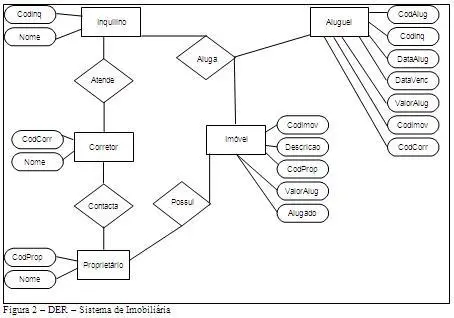 CodInq
Inquilino
Aluguel
CodAlug
Nome
CodInq
Aluga
DataAlug
Atende
DataVenc
ValorAlug
CodImov
CodImov
CodCorr
Corretor
Imóvel
Descricao
CodCorr
Nome
CodProp
ValorAlug
Contacta
Possui
Alugado
CodProp
Proprietário
Nome
Figura 2 – DER – Sistema de Imobiliária